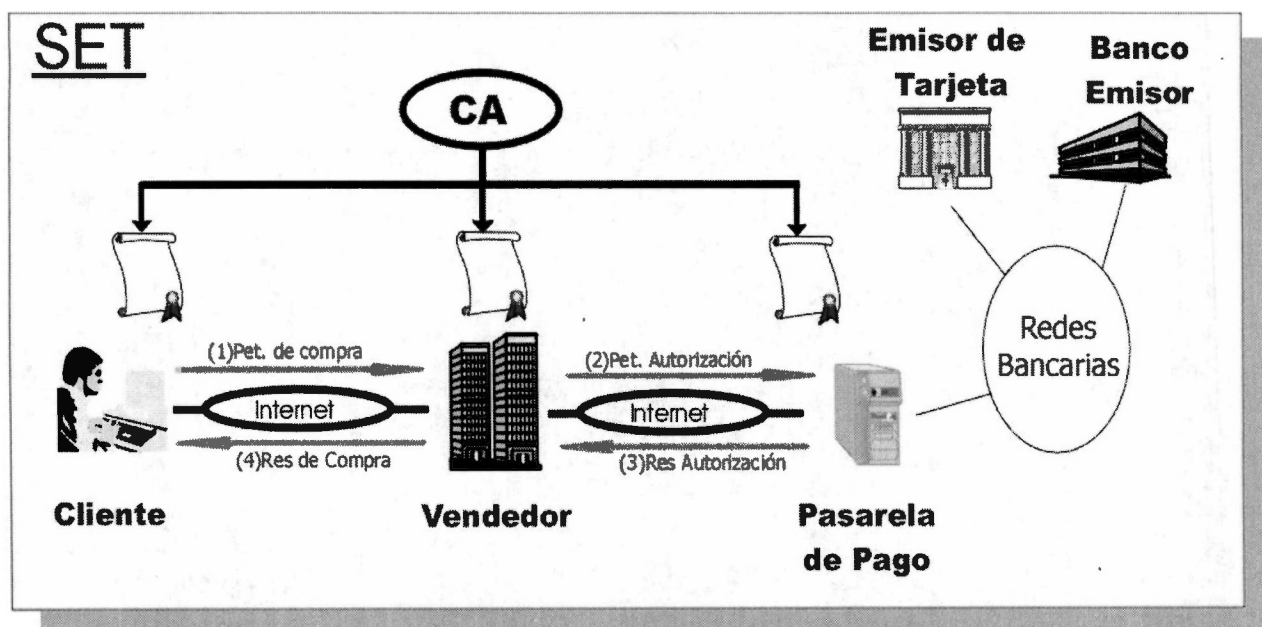 SET
Emisor de
Tarjeta
Banco
Emisor
CA
Redes
Bancarias
(1)Pet. de compra
(2)Pet. Autorización
Internet
Internet
(4)Res de Compra
(3)Res Autorización
Cliente
Vendedor
Pasarela
de Pago